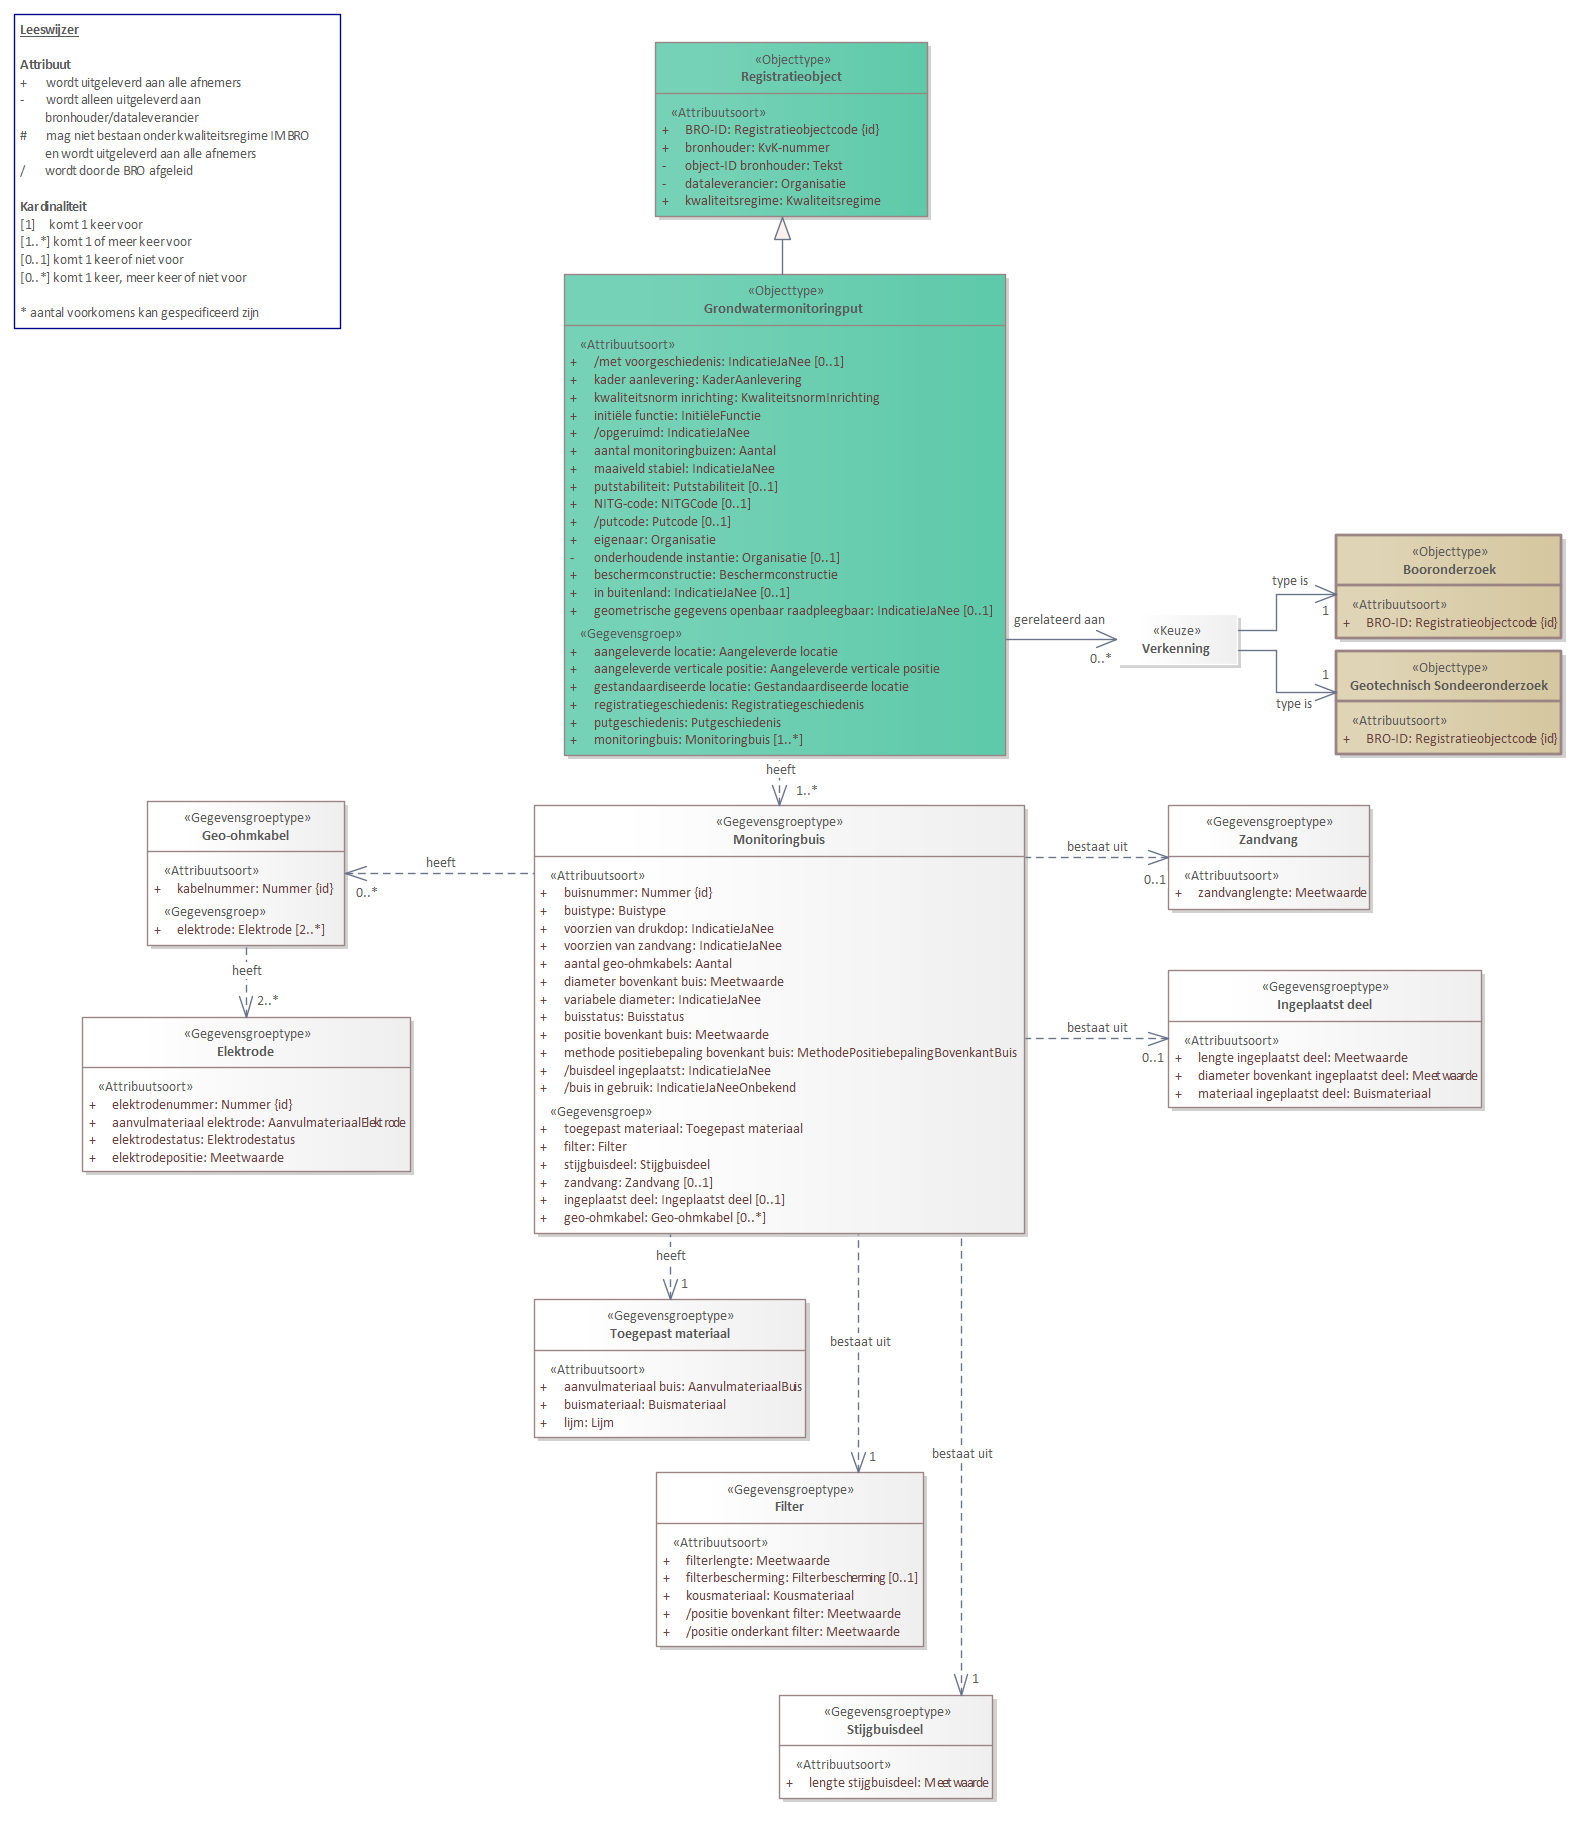 Leeswijzer
Attribuut
+ wordt uitgeleverd aan alle afnemers
- wordt alleen uitgeleverd aan
bronhouder/dataleverancier
# mag niet bestaan onder kwaliteitsregime IMBRO
en wordt uitgeleverd aan alle afnemers
/ wordt door de BRO afgeleid
Kardinaliteit
[1] komt 1 keer voor
[1..*] komt 1 of meer keer voor
[0..1] komt 1 keer of niet voor
[0..*] komt 1 keer, meer keer of niet voor
* aantal voorkomens kan gespecificeerd zijn
«Objecttype»
Registratieobject
«Attribuutsoort»
+ BRO-ID: Registratieobjectcode {id}
+ bronhouder: KvK-nummer
- object-ID bronhouder: Tekst
- dataleverancier: Organisatie
+ kwaliteitsregime: Kwaliteitsregime
«Objecttype»
Grondwatermonitoringput
«Attribuutsoort»
+ /met voorgeschiedenis: IndicatieJaNee [0..1]
+ kader aanlevering: KaderAanlevering
+ kwaliteitsnorm inrichting: KwaliteitsnormInrichting
+ initiële functie: InitiëleFunctie
+ /opgeruimd: IndicatieJaNee
+ aantal monitoringbuizen: Aantal
+ maaiveld stabiel: IndicatieJaNee
+ putstabiliteit: Putstabiliteit [0..1]
+ NITG-code: NITGCode [0..1]
+ /putcode: Putcode [0..1]
+ eigenaar: Organisatie
- onderhoudende instantie: Organisatie [0..1]
+ beschermconstructie: Beschermconstructie
+ in buitenland: IndicatieJaNee [0..1]
+ geometrische gegevens openbaar raadpleegbaar: IndicatieJaNee [0..1]
«Gegevensgroep»
+ aangeleverde locatie: Aangeleverde locatie
+ aangeleverde verticale positie: Aangeleverde verticale positie
+ gestandaardiseerde locatie: Gestandaardiseerde locatie
+ registratiegeschiedenis: Registratiegeschiedenis
+ putgeschiedenis: Putgeschiedenis
+ monitoringbuis: Monitoringbuis [1..*]
gerelateerd aan
0..*
«Keuze»
Verkenning
type is
1
«Objecttype»
Booronderzoek
«Attribuutsoort»
+ BRO-ID: Registratieobjectcode {id}
1
type is
«Objecttype»
Geotechnisch Sondeeronderzoek
«Attribuutsoort»
+ BRO-ID: Registratieobjectcode {id}
heeft
1..*
«Gegevensgroeptype»
Geo-ohmkabel
«Attribuutsoort»
+ kabelnummer: Nummer {id}
«Gegevensgroep»
+ elektrode: Elektrode [2..*]
heeft
0..*
heeft
2..*
«Gegevensgroeptype»
Elektrode
«Attribuutsoort»
+ elektrodenummer: Nummer {id}
+ aanvulmateriaal elektrode: AanvulmateriaalElektrode
+ elektrodestatus: Elektrodestatus
+ elektrodepositie: Meetwaarde
«Gegevensgroeptype»
Monitoringbuis
«Attribuutsoort»
+ buisnummer: Nummer {id}
+ buistype: Buistype
+ voorzien van drukdop: IndicatieJaNee
+ voorzien van zandvang: IndicatieJaNee
+ aantal geo-ohmkabels: Aantal
+ diameter bovenkant buis: Meetwaarde
+ variabele diameter: IndicatieJaNee
+ buisstatus: Buisstatus
+ positie bovenkant buis: Meetwaarde
+ methode positiebepaling bovenkant buis: MethodePositiebepalingBovenkantBuis
+ /buisdeel ingeplaatst: IndicatieJaNee
+ /buis in gebruik: IndicatieJaNeeOnbekend
«Gegevensgroep»
+ toegepast materiaal: Toegepast materiaal
+ filter: Filter
+ stijgbuisdeel: Stijgbuisdeel
+ zandvang: Zandvang [0..1]
+ ingeplaatst deel: Ingeplaatst deel [0..1]
+ geo-ohmkabel: Geo-ohmkabel [0..*]
bestaat uit
0..1
«Gegevensgroeptype»
Zandvang
«Attribuutsoort»
+ zandvanglengte: Meetwaarde
bestaat uit
0..1
«Gegevensgroeptype»
Ingeplaatst deel
«Attribuutsoort»
+ lengte ingeplaatst deel: Meetwaarde
+ diameter bovenkant ingeplaatst deel: Meetwaarde
+ materiaal ingeplaatst deel: Buismateriaal
heeft
1
«Gegevensgroeptype»
Toegepast materiaal
«Attribuutsoort»
+ aanvulmateriaal buis: AanvulmateriaalBuis
+ buismateriaal: Buismateriaal
+ lijm: Lijm
bestaat uit
1
«Gegevensgroeptype»
Filter
«Attribuutsoort»
+ filterlengte: Meetwaarde
+ filterbescherming: Filterbescherming [0..1]
+ kousmateriaal: Kousmateriaal
+ /positie bovenkant filter: Meetwaarde
+ /positie onderkant filter: Meetwaarde
bestaat uit
1
«Gegevensgroeptype»
Stijgbuisdeel
«Attribuutsoort»
+ lengte stijgbuisdeel: Meetwaarde